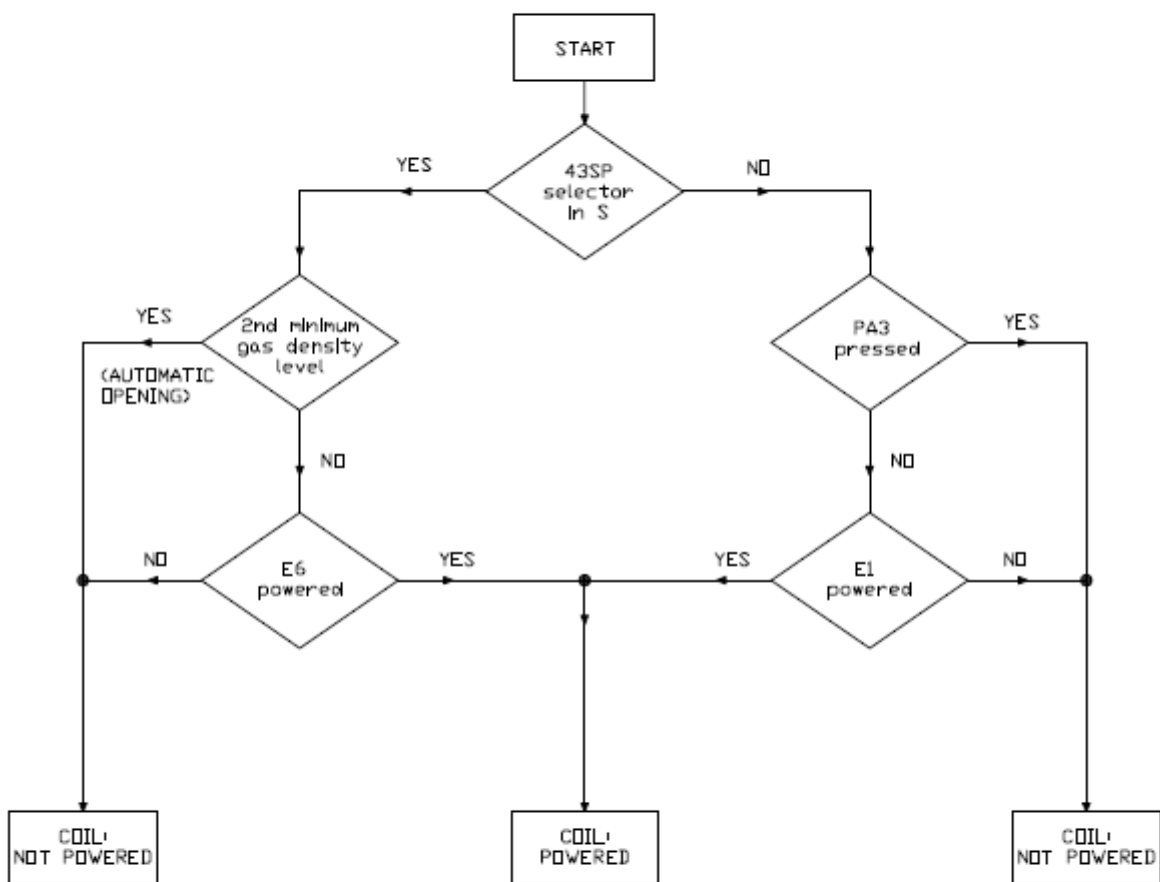 START
YES
43SP
selector
in S
NO
YES
2nd minimum
gas density
level
PA3
pressed
YES
(AUTOMATIC
OPENING)
NO
NO
NO
E6
powered
YES
YES
E1
powered
NO
COIL:
NOT POWERED
COIL:
POWERED
COIL:
NOT POWERED